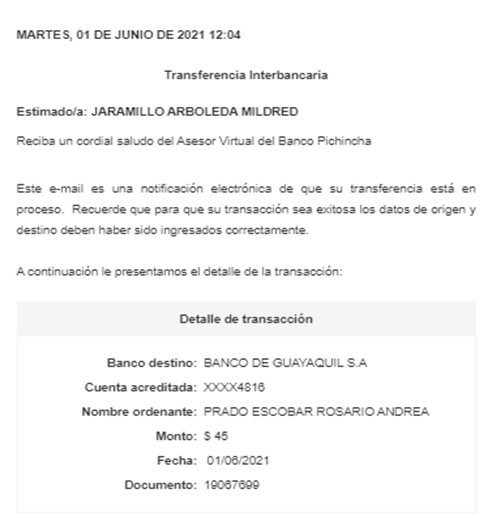 MARTES, 01 DE JUNIO DE 2021 12:04
Transferencia Interbancaria
Estimado/a: JARAMILLO ARBOLEDA MILDRED
Reciba un cordial saludo del Asesor Virtual del Banco Pichincha
Este e-mail es una notificación electrónica de que su transferencia está en
proceso. Recuerde que para que su transacción sea exitosa los datos de origen y
destino deben haber sido ingresados correctamente.
A continuación le presentamos el detalle de la transacción:
Detalle de transacción
Banco destino: BANCO DE GUAYAQUIL S.A
Cuenta acreditada: XXXX4816
Nombre ordenante: PRADO ESCOBAR ROSARIO ANDREA
Monto: $ 45
Fecha: 01/06/2021
Documento: 19067699